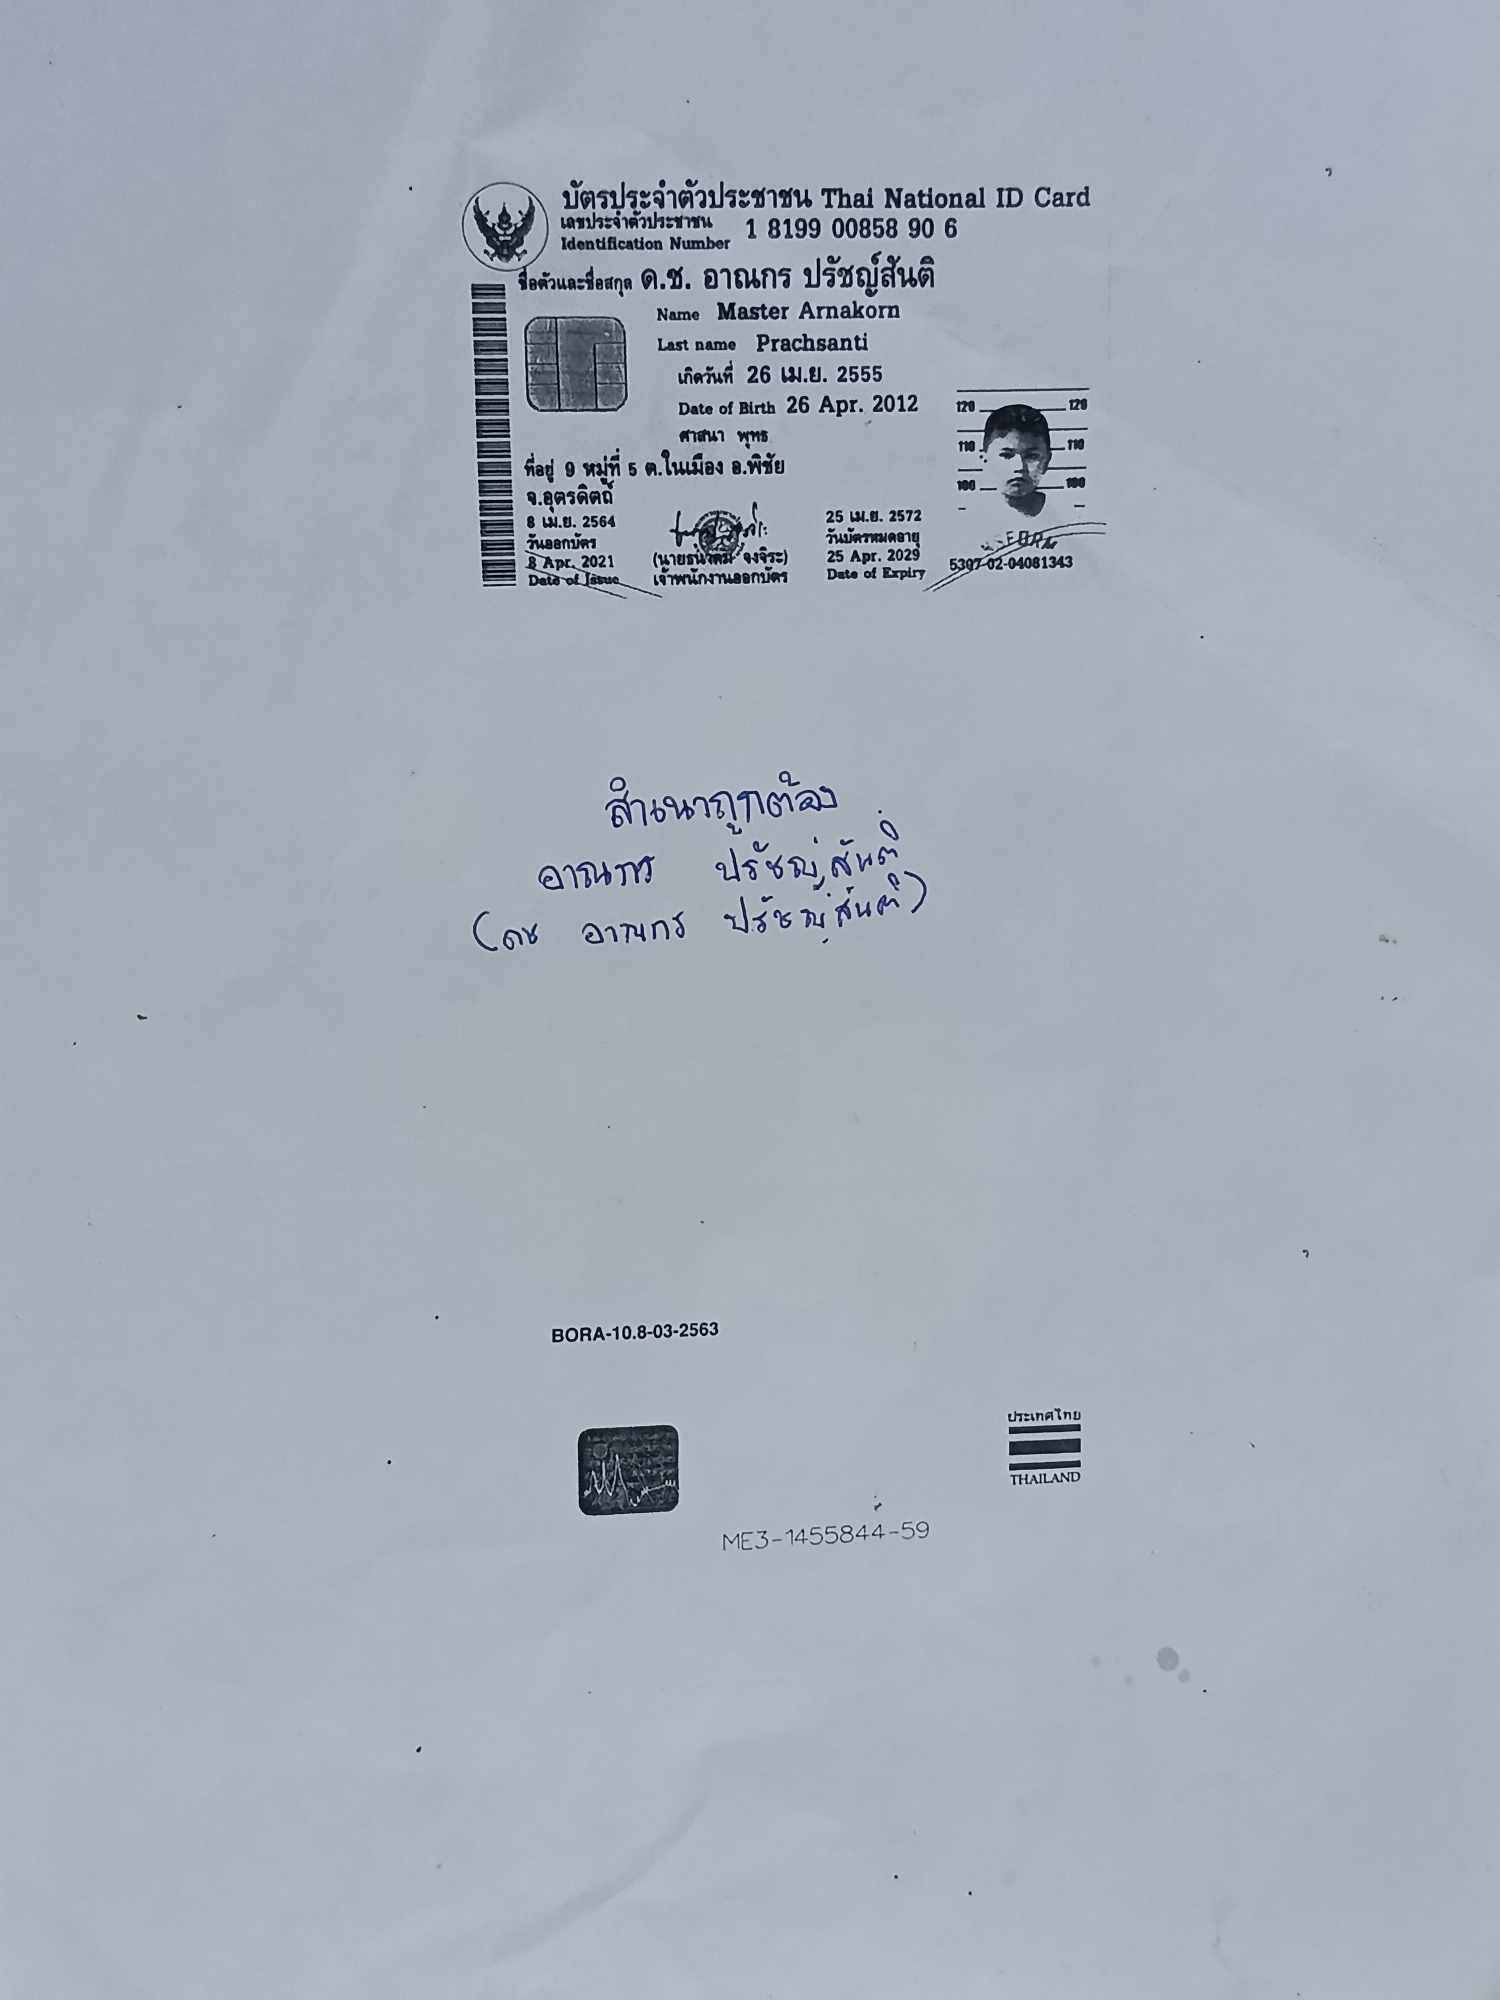 บัตรประจำตัวประชาชน Thai National ID Card
เลขประจำตัวประชาชน
Identification Number 1 8199 00858 90 6
ชื่อตัวและชื่อสกุล ด.ช. อาณกร ปรัชญ์สันติ
Name Master Arnakorn
Last name Prachsanti
เกิดวันที่ 26 เม.ย. 2555
Date of Birth 26 Apr. 2012
ศาสนา พุทธ
ที่อยู่ 9 หมู่ที่ 5 ต.ในเมือง อ.พิชัย
จ.อุตรดิตถ์
120 120
110 110
100 100
8 เม.ย. 2564
วันออกบัตร
8 Apr. 2021
Date of Issue
เจ้าพนักงานออกบัตร
25 เม.ย. 2572
วันบัตรหมดอายุ
25 Apr. 2029
Date of Expiry
5307-02-04081343
สำเนาถูกต้อง
อาณกร ปรัชญ์สันติ
(ดช อาณกร ปรัชญ์สันติ)
BORA-10.8-03-2563
ประเทศไทย
THAILAND
ME3-1455844-59